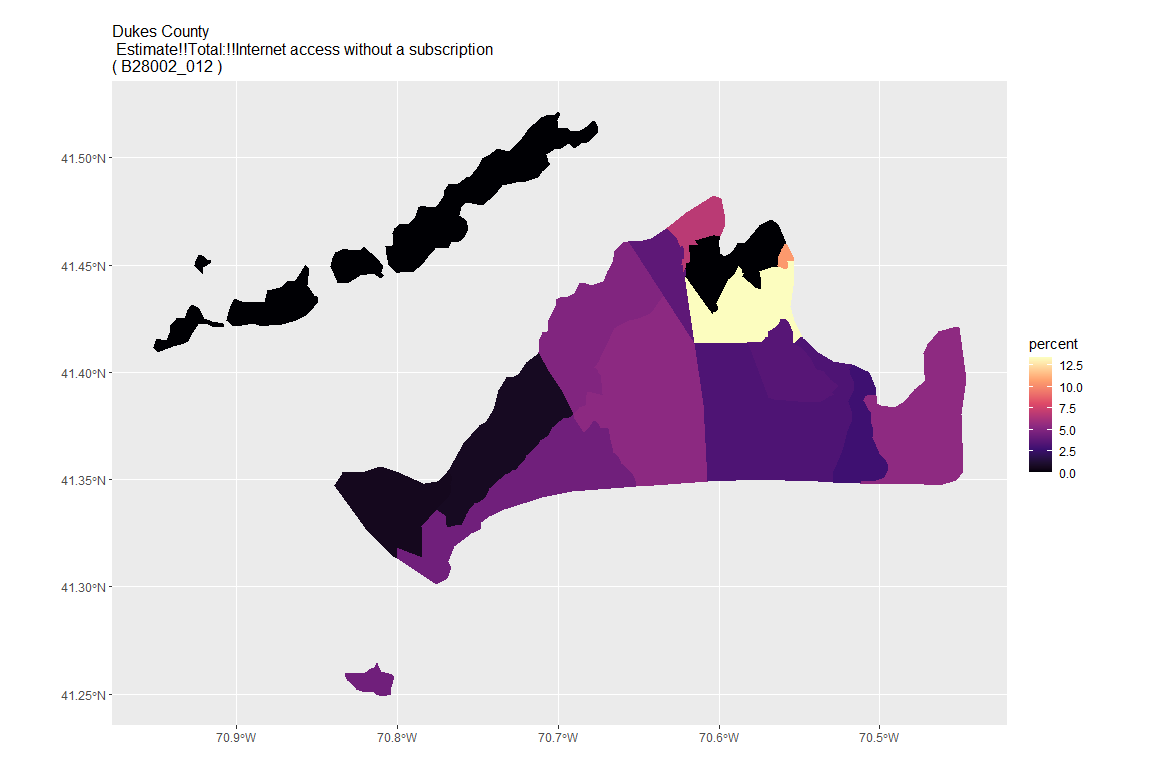 Dukes County
Estimate!!Total:!!Internet access without a subscription
( B28002_012 )
41.50°N
41.45°N
41.40°N
41.35°N
41.30°N
41.25°N
70.9°W
70.8°W
70.7°W
70.6°W
70.5°W
percent
12.5
10.0
7.5
5.0
2.5
0.0